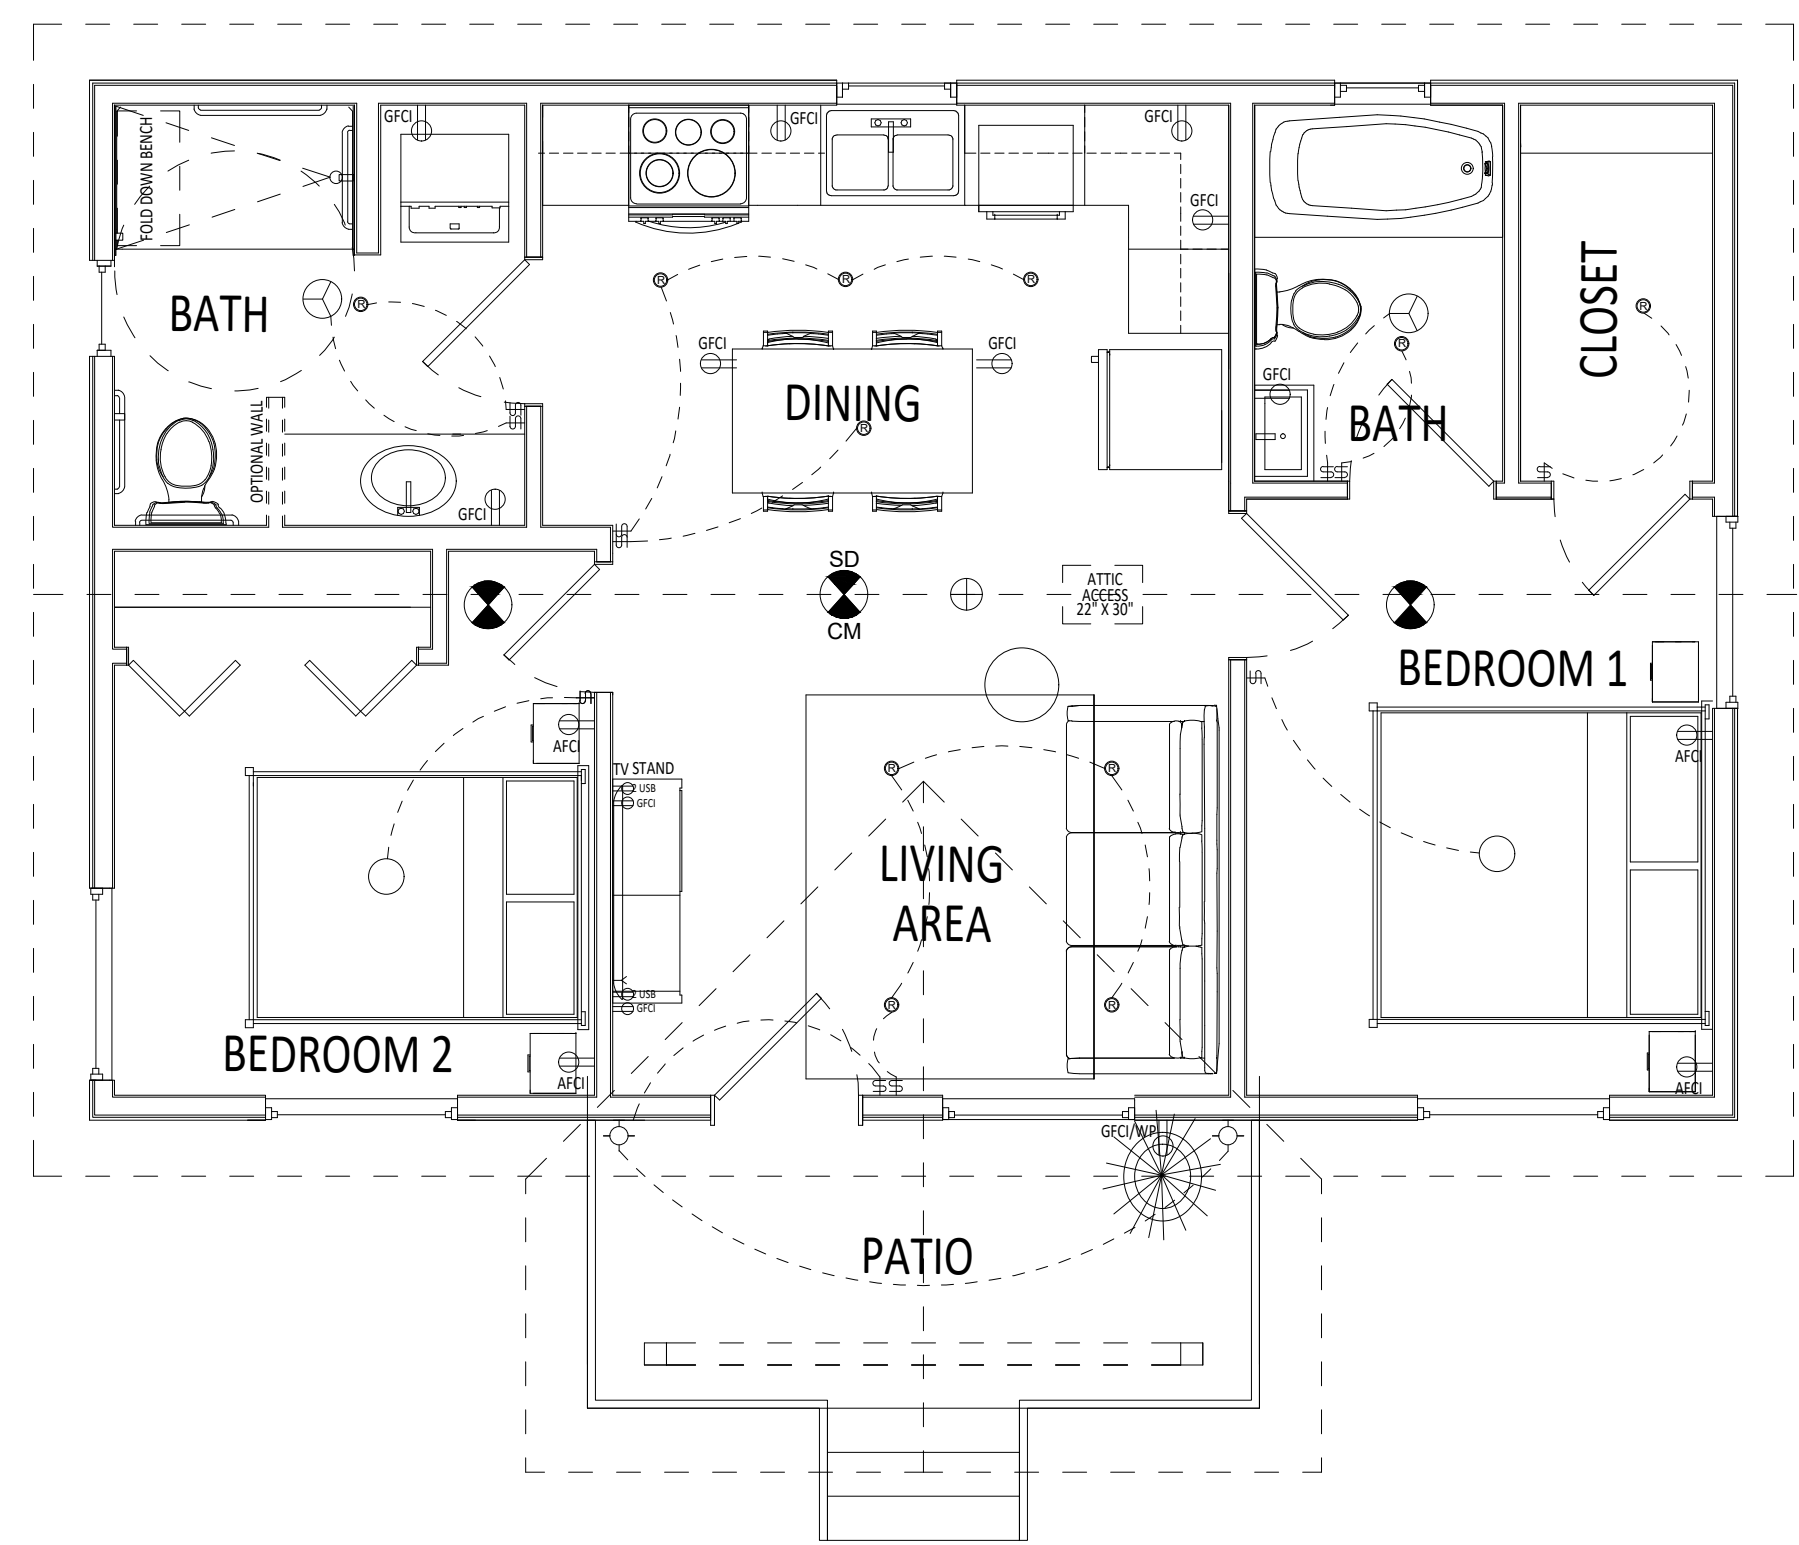 GFCI
GFCI
GFCI
FOLD DOWN BENCH
GFCI
CLOSET
BATH
R
R
R
R
R
GFCI
GFCI
R
GFCI
DINING
BATH
R
OPTIONAL WALL
GFCI
SD
CM
ATTIC
ACCESS
22" X 30"
BEDROOM 1
AFCI
AFCI
TV STAND
2 USB
GFCI
R
R
LIVING
AREA
2 USB
GFCI
R
R
BEDROOM 2
AFCI
AFCI
GFCI/WP
PATIO